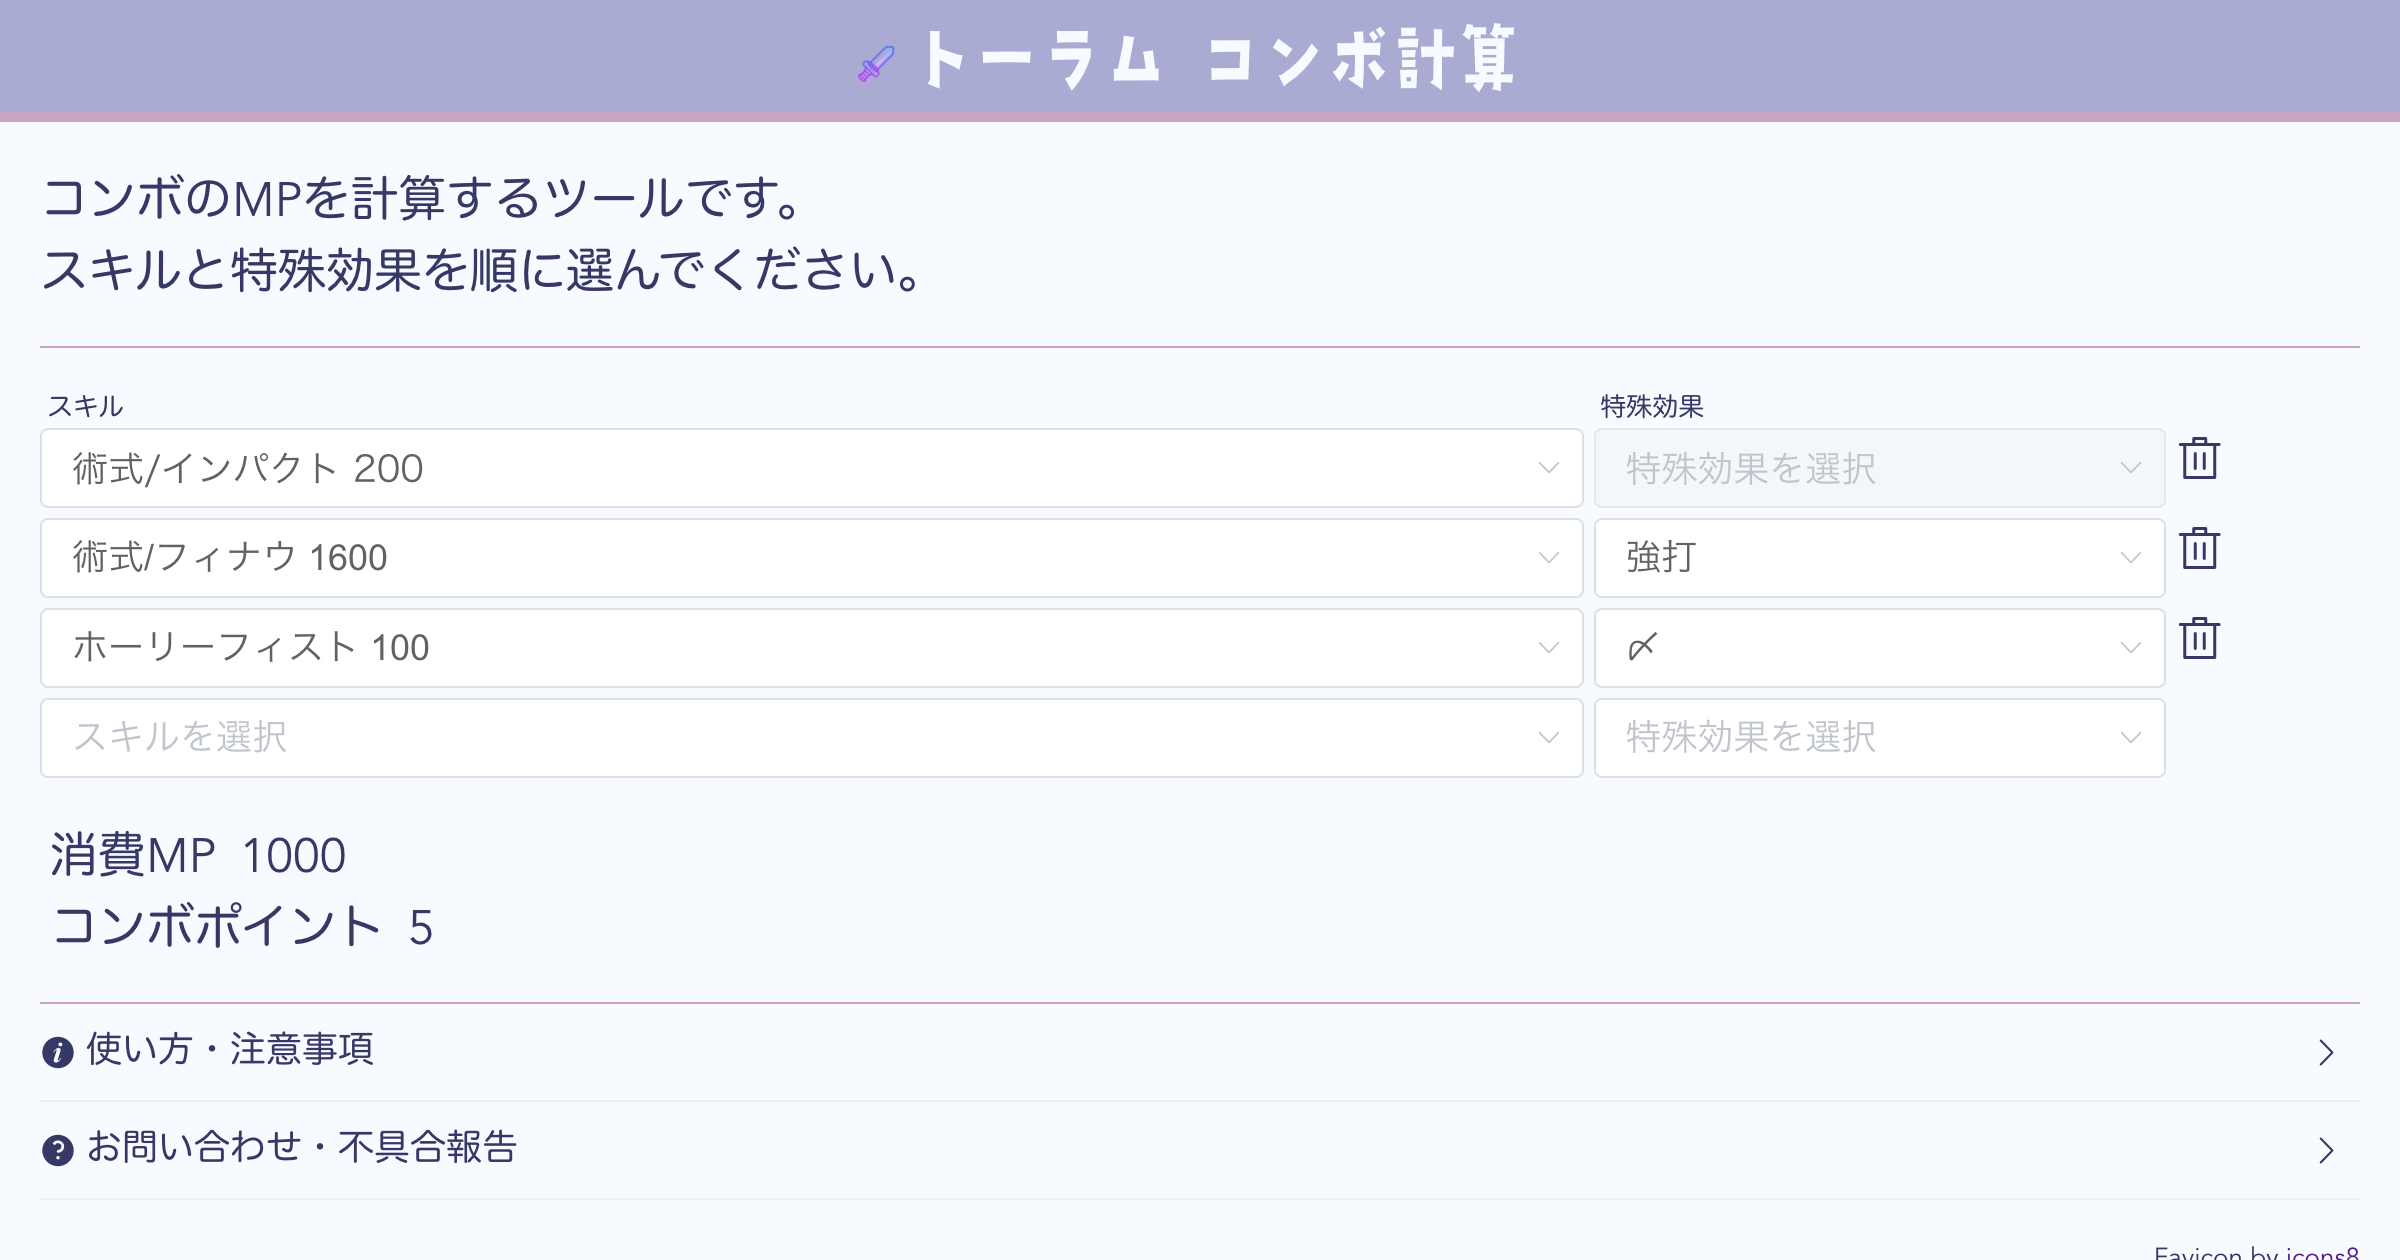 トーラム コンボ計算
コンボのMPを計算するツールです。
スキルと特殊効果を順に選んでください。
スキル 特殊効果
術式/インパクト 200 特殊効果を選択
術式/フィナウ 1600 強打
ホーリーフィスト 100 〆
スキルを選択 特殊効果を選択
消費MP 1000
コンボポイント 5
使い方・注意事項
お問い合わせ・不具合報告
Favicon by icons8